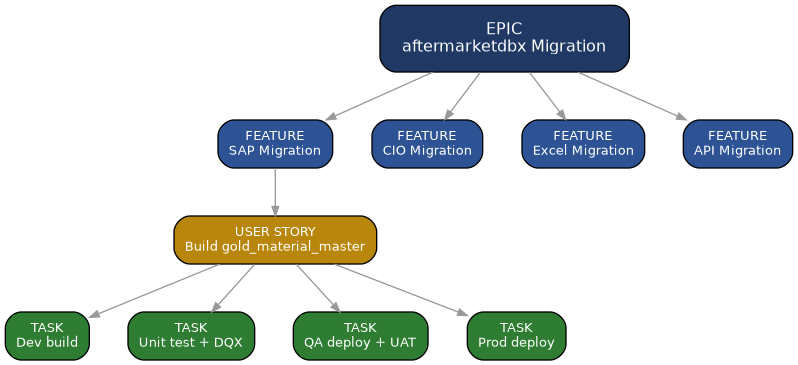 EPIC
aftermarketdbx Migration
FEATURE
SAP Migration
FEATURE
CIO Migration
FEATURE
Excel Migration
FEATURE
API Migration
USER STORY
Build gold_material_master
TASK
Dev build
TASK
Unit test + DQX
TASK
QA deploy + UAT
TASK
Prod deploy